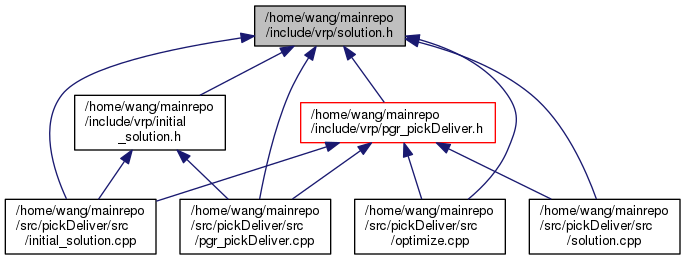 /home/wang/mainrepo
/include/vrp/solution.h
/home/wang/mainrepo
/include/vrp/initial
_solution.h
/home/wang/mainrepo
/include/vrp/pgr_pickDeliver.h
/home/wang/mainrepo
/src/pickDeliver/src
/initial_solution.cpp
/home/wang/mainrepo
/src/pickDeliver/src
/pgr_pickDeliver.cpp
/home/wang/mainrepo
/src/pickDeliver/src
/optimize.cpp
/home/wang/mainrepo
/src/pickDeliver/src
/solution.cpp